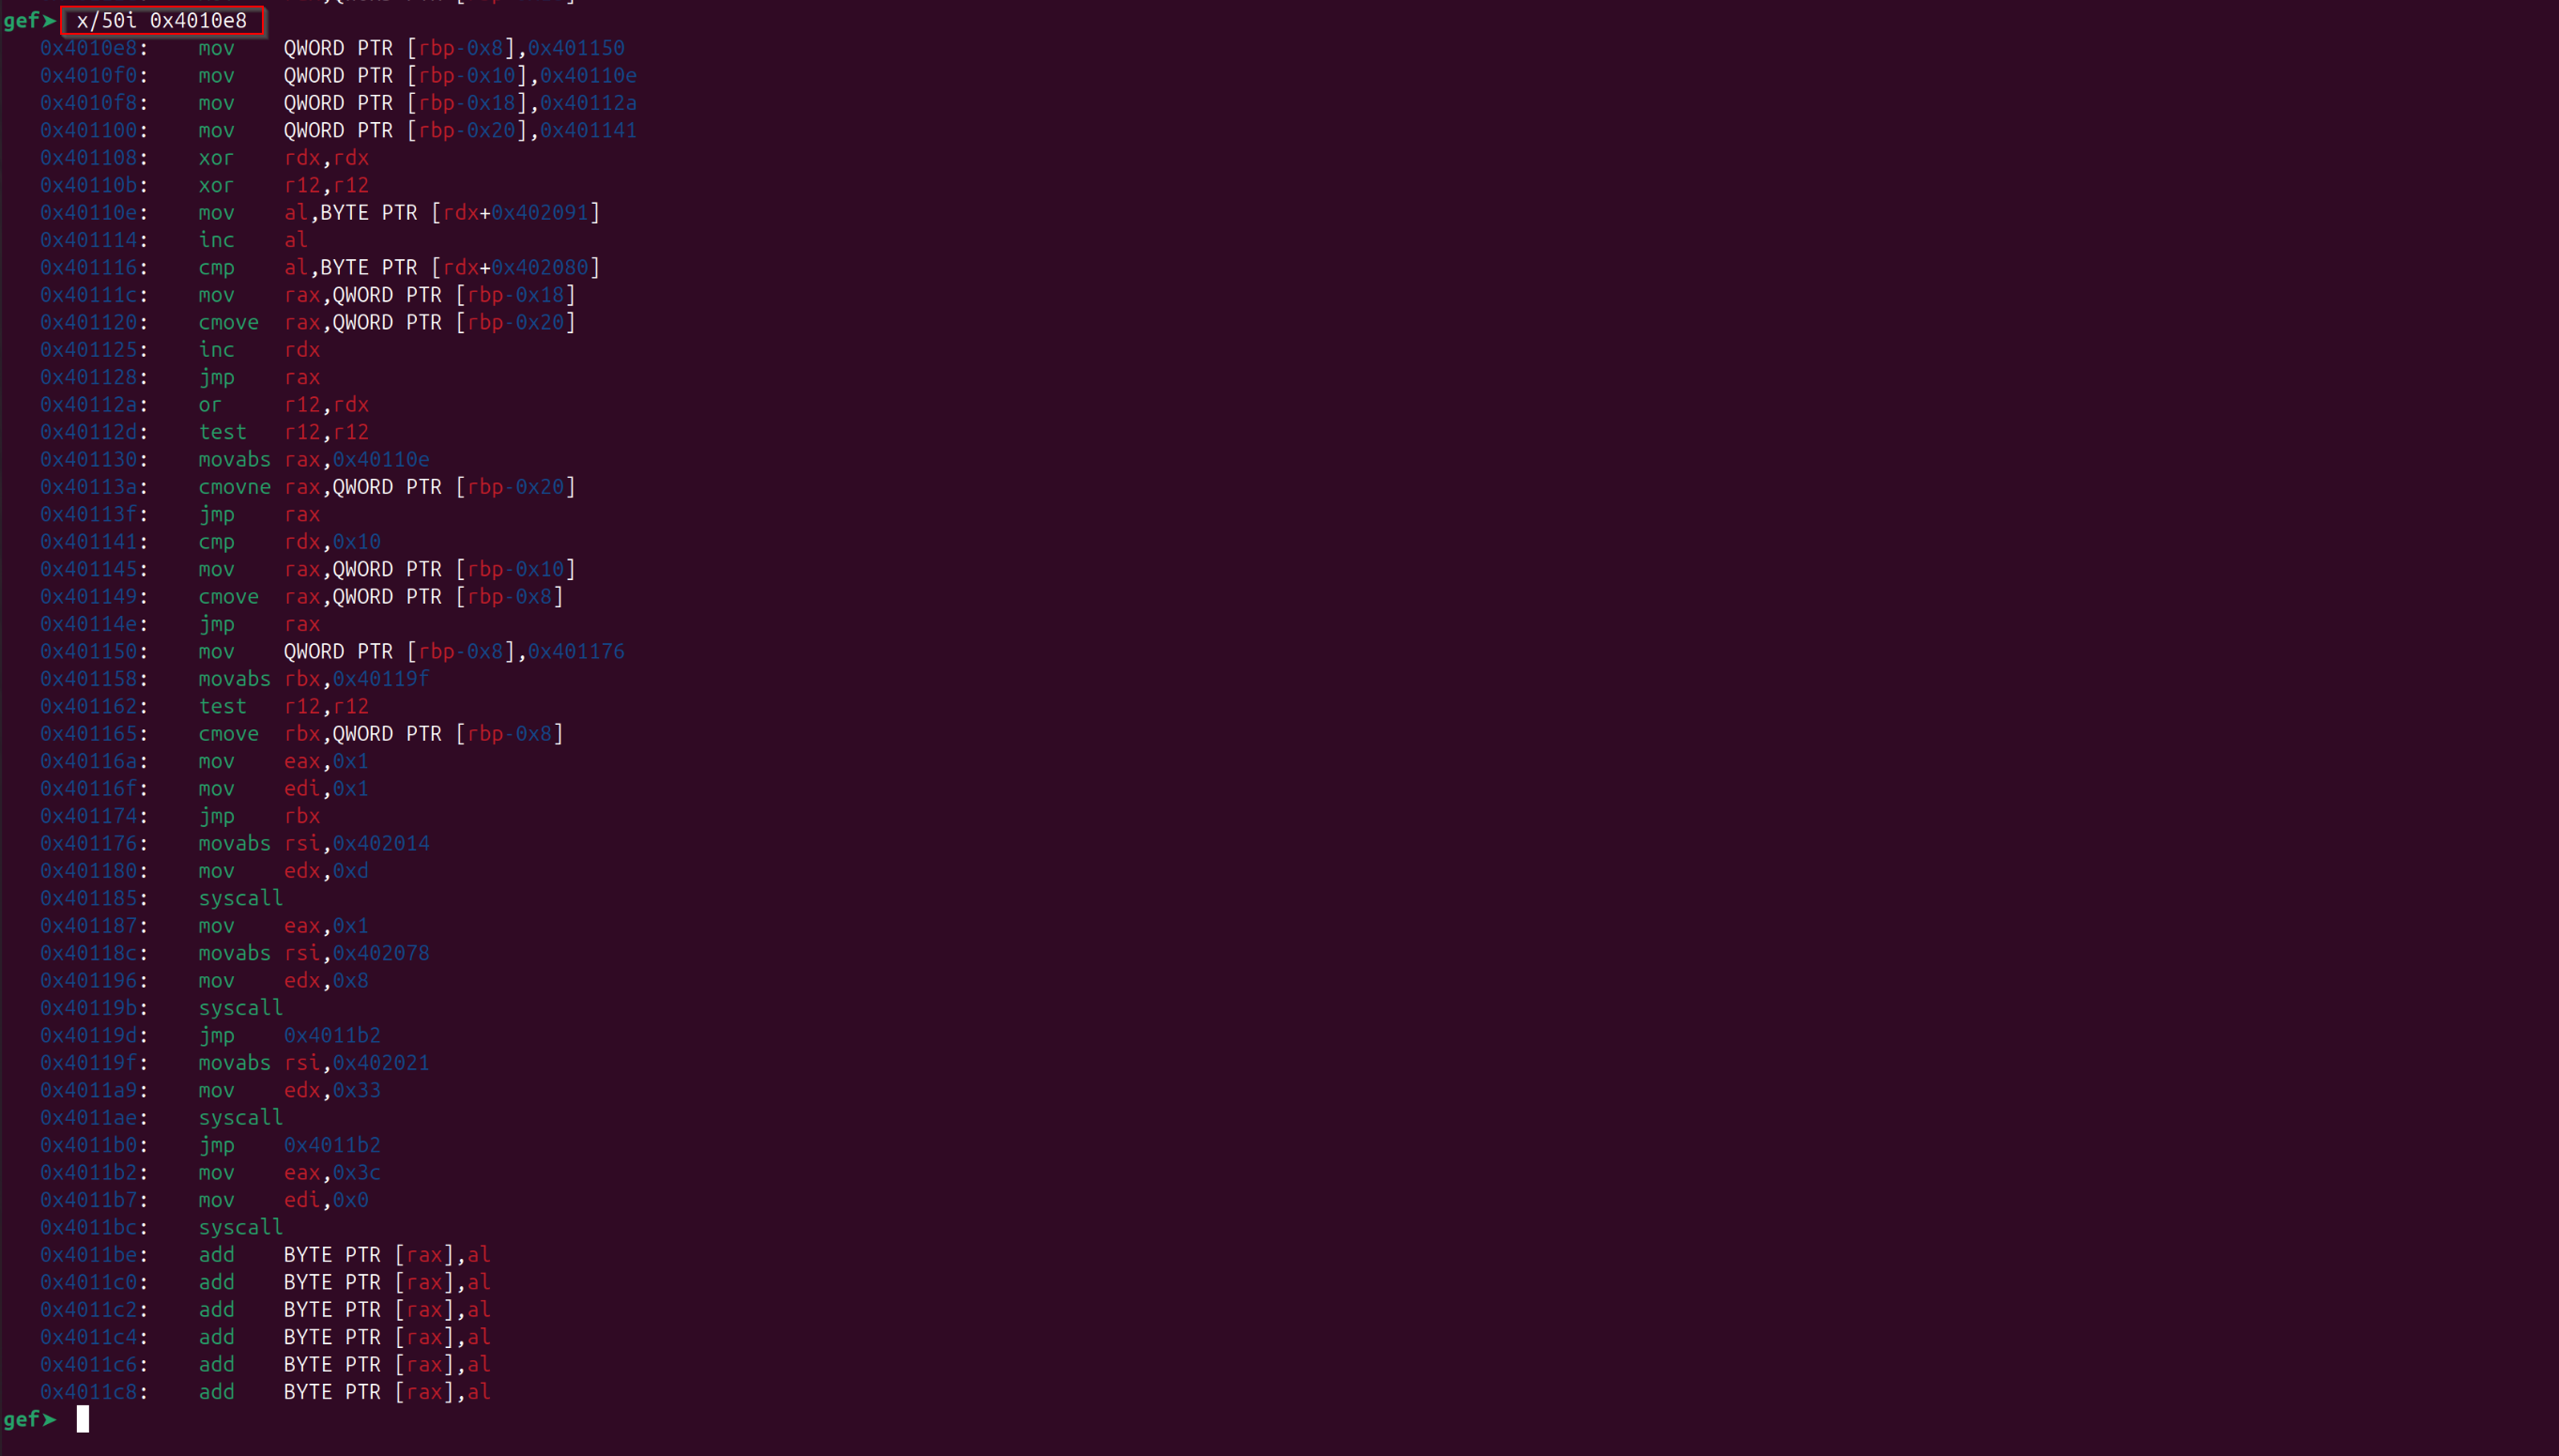 gef➤ x/50i 0x4010e8
0x4010e8: mov QWORD PTR [rbp-0x8],0x401150
0x4010f0: mov QWORD PTR [rbp-0x10],0x40110e
0x4010f8: mov QWORD PTR [rbp-0x18],0x40112a
0x401100: mov QWORD PTR [rbp-0x20],0x401141
0x401108: xor rdx,rdx
0x40110b: xor r12,r12
0x40110e: mov al,BYTE PTR [rdx+0x402091]
0x401114: inc al
0x401116: cmp al,BYTE PTR [rdx+0x402080]
0x40111c: mov rax,QWORD PTR [rbp-0x18]
0x401120: cmove rax,QWORD PTR [rbp-0x20]
0x401125: inc rdx
0x401128: jmp rax
0x40112a: or r12,rdx
0x40112d: test r12,r12
0x401130: movabs rax,0x40110e
0x40113a: cmovne rax,QWORD PTR [rbp-0x20]
0x40113f: jmp rax
0x401141: cmp rdx,0x10
0x401145: mov rax,QWORD PTR [rbp-0x10]
0x401149: cmove rax,QWORD PTR [rbp-0x8]
0x40114e: jmp rax
0x401150: mov QWORD PTR [rbp-0x8],0x401176
0x401158: movabs rbx,0x40119f
0x401162: test r12,r12
0x401165: cmove rbx,QWORD PTR [rbp-0x8]
0x40116a: mov eax,0x1
0x40116f: mov edi,0x1
0x401174: jmp rbx
0x401176: movabs rsi,0x402014
0x401180: mov edx,0xd
0x401185: syscall
0x401187: mov eax,0x1
0x40118c: movabs rsi,0x402078
0x401196: mov edx,0x8
0x40119b: syscall
0x40119d: jmp 0x4011b2
0x40119f: movabs rsi,0x402021
0x4011a9: mov edx,0x33
0x4011ae: syscall
0x4011b0: jmp 0x4011b2
0x4011b2: mov eax,0x3c
0x4011b7: mov edi,0x0
0x4011bc: syscall
0x4011be: add BYTE PTR [rax],al
0x4011c0: add BYTE PTR [rax],al
0x4011c2: add BYTE PTR [rax],al
0x4011c4: add BYTE PTR [rax],al
0x4011c6: add BYTE PTR [rax],al
0x4011c8: add BYTE PTR [rax],al
gef➤